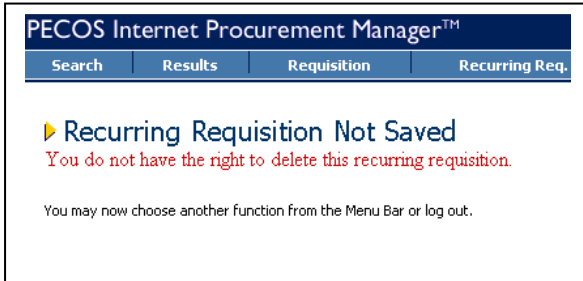 PECOS Internet Procurement Manager™
Search Results Requisition Recurring Req.
Recurring Requisition Not Saved
You do not have the right to delete this recurring requisition.
You may now choose another function from the Menu Bar or log out.